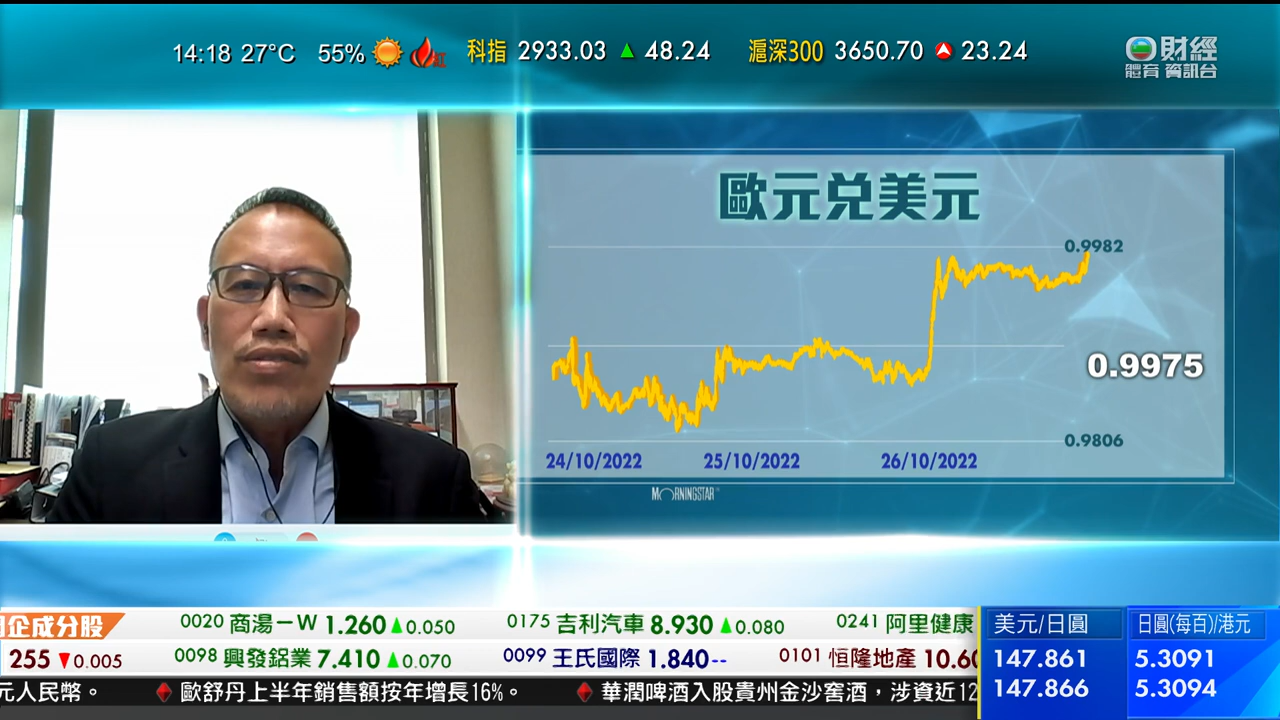 14:18 27°C 55% 紅 科指 2933.03 ▲ 48.24 滬深300 3650.70 ▲ 23.24
財經
體育 資訊台
歐元兌美元
0.9982
0.9975
0.9806
24/10/2022 25/10/2022 26/10/2022
MORNINGSTAR
企成分股 0020 商湯－W 1.260 ▲0.050 0175 吉利汽車 8.930 ▲0.080 0241 阿里健康
255 ▼0.005 0098 興發鋁業 7.410 ▲0.070 0099 王氏國際 1.840-- 0101 恒隆地產 10.60
元人民幣。 歐舒丹上半年銷售額按年增長16%。 華潤啤酒入股貴州金沙窖酒，涉資近12
美元/日圓
147.861
147.866
日圓(每百)/港元
5.3091
5.3094